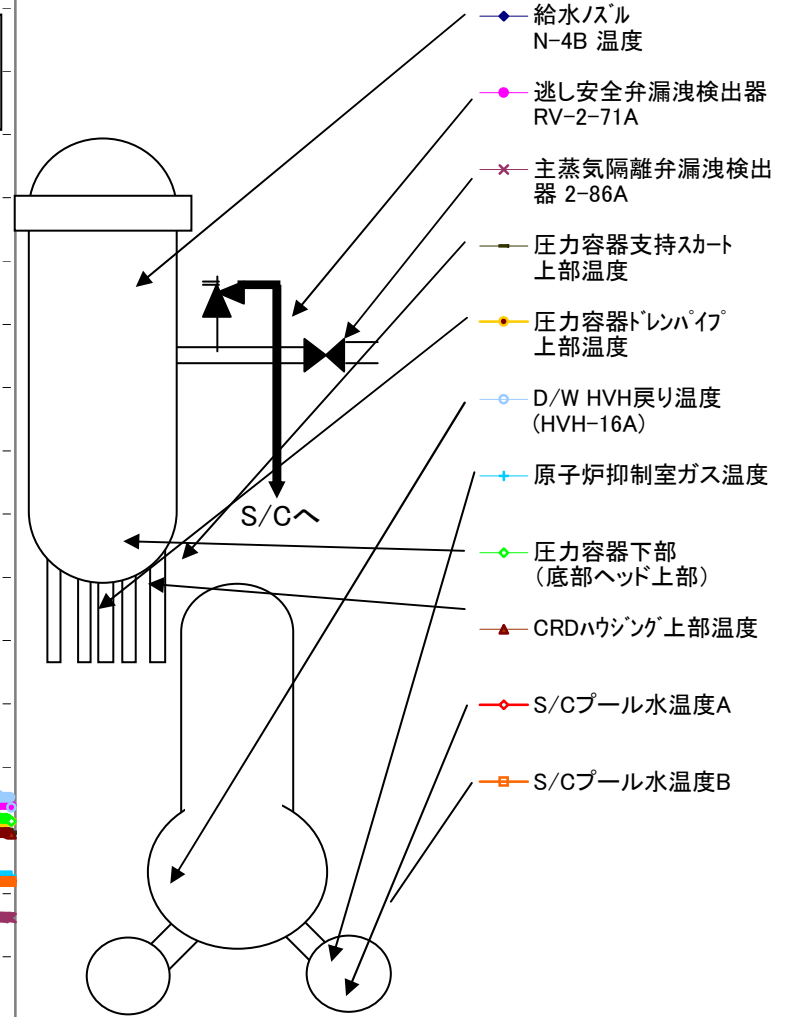 給水ノズル
N-4B 温度
逃し安全弁漏洩検出器
RV-2-71A
主蒸気隔離弁漏洩検出
器 2-86A
圧力容器支持スカート
上部温度
圧力容器ドレンパイプ
上部温度
D/W HVH戻り温度
(HVH-16A)
原子炉抑制室ガス温度
S/Cへ
圧力容器下部
（底部ヘッド上部）
CRDハウジング上部温度
S/Cプール水温度A
S/Cプール水温度B